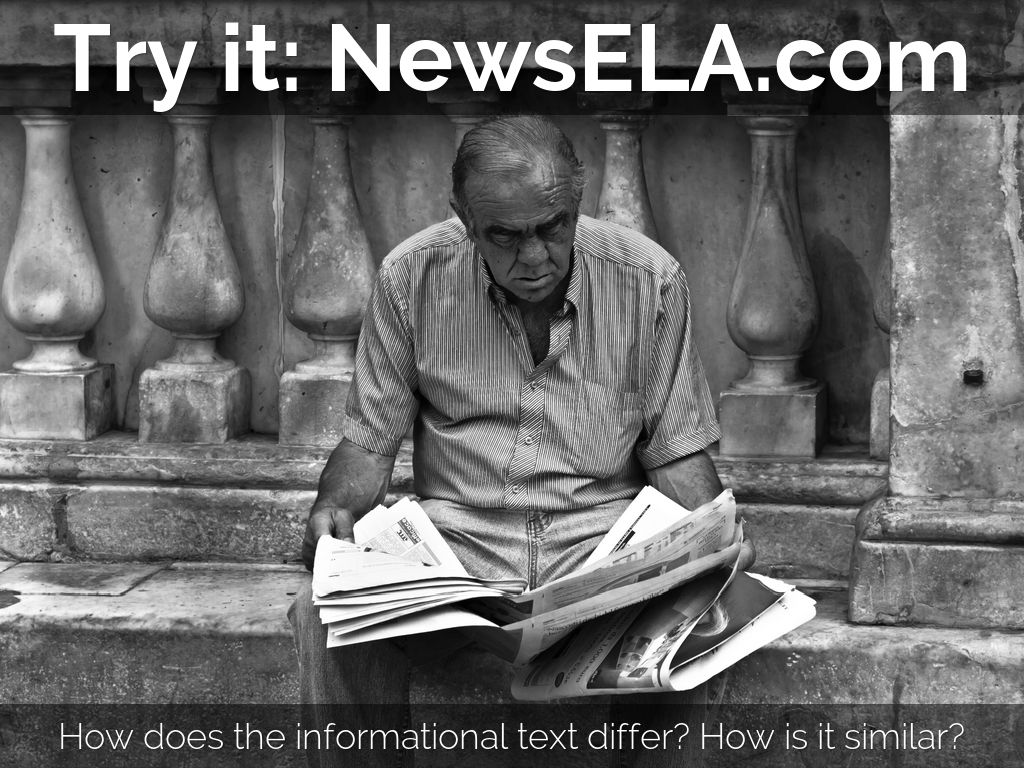 Try it: NewsELA.com
How does the informational text differ? How is it similar?